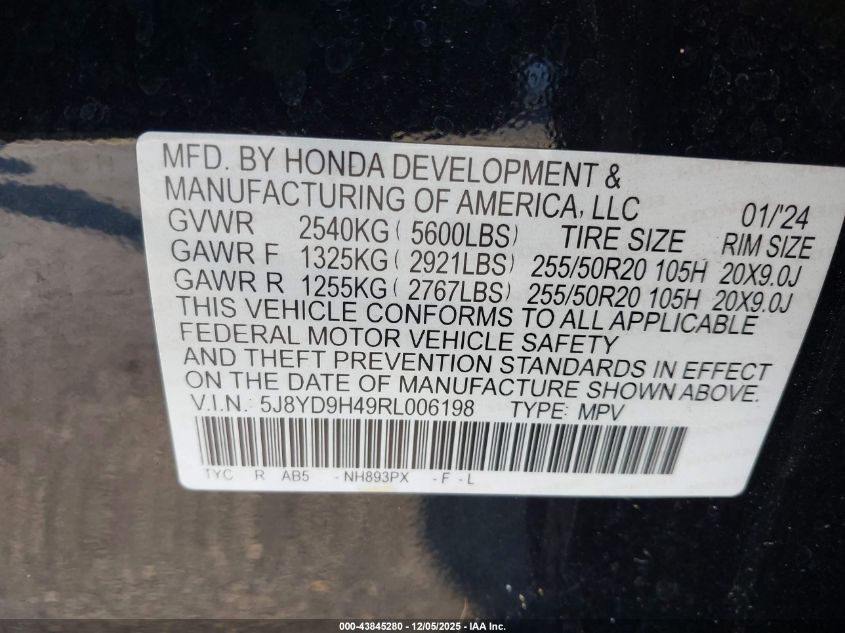 MFD. BY HONDA DEVELOPMENT &
MANUFACTURING OF AMERICA, LLC 01/'24
GVWR 2540KG ( 5600LBS) TIRE SIZE RIM SIZE
GAWR F 1325KG ( 2921LBS) 255/50R20 105H 20X9.0J
GAWR R 1255KG ( 2767LBS) 255/50R20 105H 20X9.0J
THIS VEHICLE CONFORMS TO ALL APPLICABLE
FEDERAL MOTOR VEHICLE SAFETY
AND THEFT PREVENTION STANDARDS IN EFFECT
ON THE DATE OF MANUFACTURE SHOWN ABOVE.
V.I.N.: 5J8YD9H49RL006198 TYPE: MPV
TYC R AB5 - NH893PX - F - L
000-43845280 - 12/05/2025 - IAA Inc.